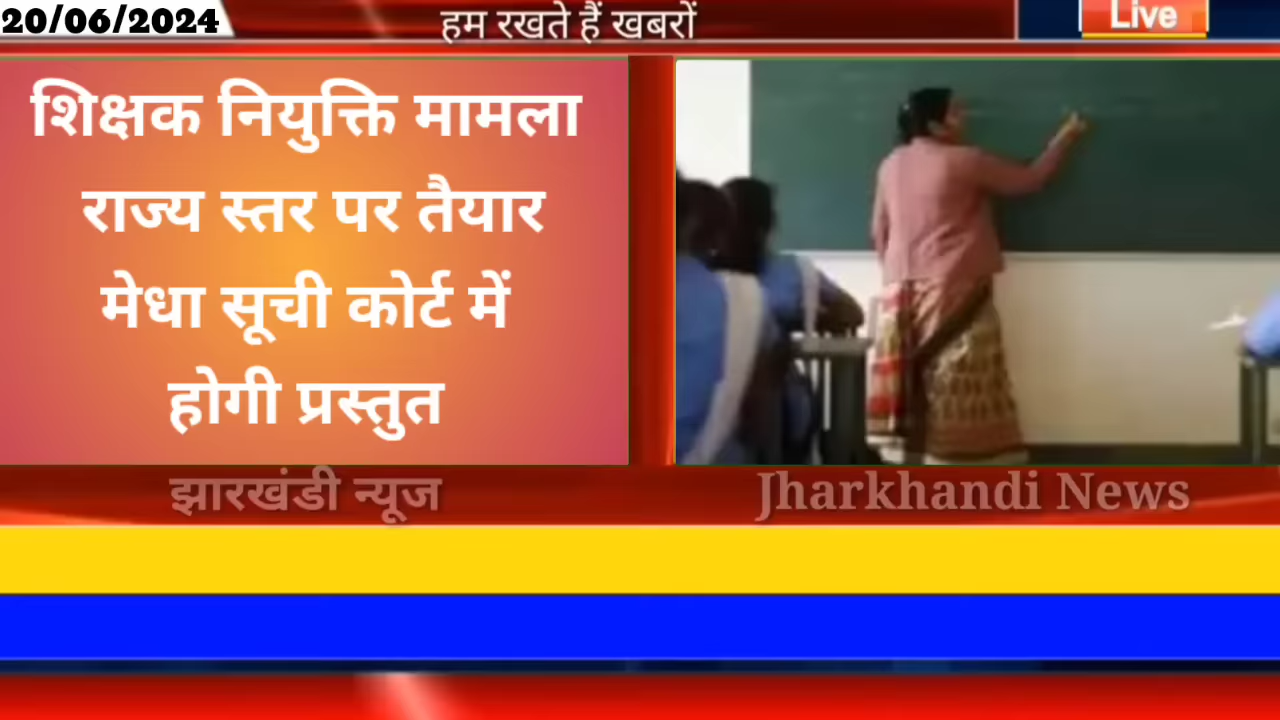 20/06/2024
हम रखते हैं खबरों
Live
शिक्षक नियुक्ति मामला
राज्य स्तर पर तैयार
मेधा सूची कोर्ट में
होगी प्रस्तुत
झारखंडी न्यूज
Jharkhandi News